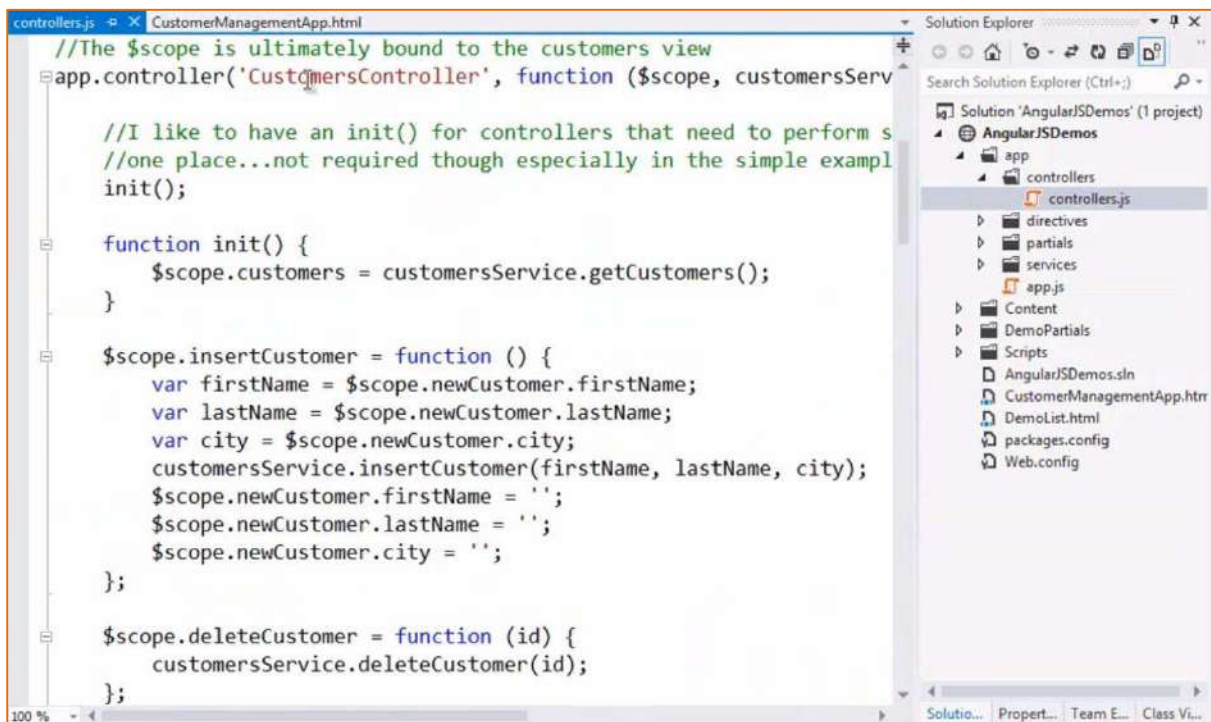 controllers.js
CustomerManagementApp.html
//The $scope is ultimately bound to the customers view
app.controller('CustomersController', function ($scope, customersServ
//I like to have an init() for controllers that need to perform s
//one place...not required though especially in the simple exampl
init();
function init() {
$scope.customers = customersService.getCustomers();
}
$scope.insertCustomer = function () {
var firstName = $scope.newCustomer.firstName;
var lastName = $scope.newCustomer.lastName;
var city = $scope.newCustomer.city;
customersService.insertCustomer(firstName, lastName, city);
$scope.newCustomer.firstName = '';
$scope.newCustomer.lastName = '';
$scope.newCustomer.city = '';
};
$scope.deleteCustomer = function (id) {
customersService.deleteCustomer(id);
};
100 %
Solution Explorer
Search Solution Explorer (Ctrl+;)
Solution 'AngularJSDemos' (1 project)
AngularJSDemos
app
controllers
controllers.js
directives
partials
services
app.js
Content
DemoPartials
Scripts
AngularJSDemos.sln
CustomerManagementApp.htm
DemoList.html
packages.config
Web.config
Solutio... Propert... Team E... Class Vi...